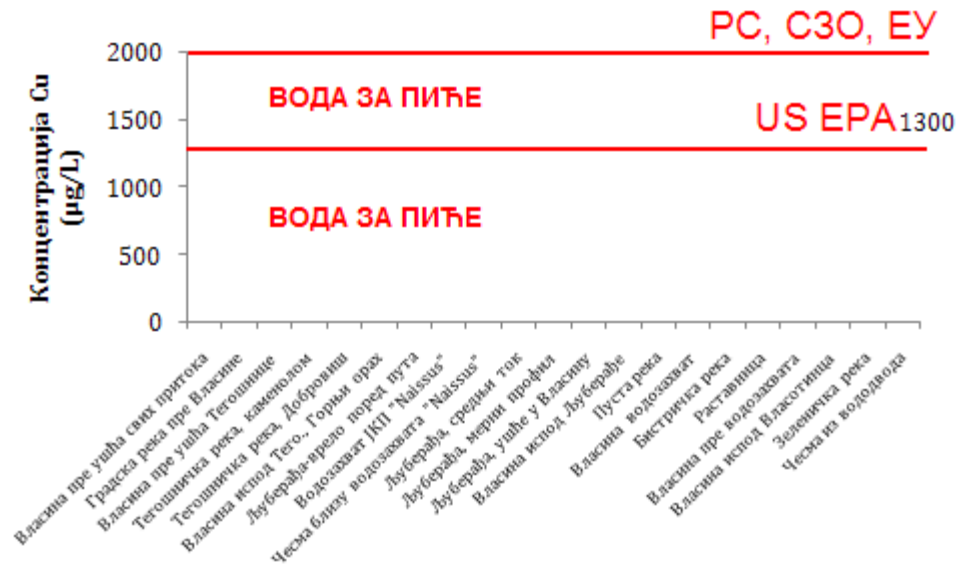 РС, СЗО, ЕУ
2000
ВОДА ЗА ПИЋЕ
US EPA 1300
1500
1000
ВОДА ЗА ПИЋЕ
500
0
Концентрација Cu
(µg/L)
Власина пре ушћа свих притока
Градска река пре Власине
Власина пре ушћа Тегошнице
Тегошничка река, каменолом
Тегошничка река, Добровиш
Власина испод Тего., Горњи орах
Љуберађа-врело поред пута
Водозахват ЈКП "Naissus"
Чесма близу водозахвата "Naissus"
Љуберађа, средњи ток
Љуберађа, мерни профил
Љуберађа, ушће у Власину
Власина испод Љуберађе
Пуста река
Власина водозахват
Бистричка река
Раставница
Власина пре водозахвата
Власина испод Власотинца
Зеленичка река
Чесма из водовода